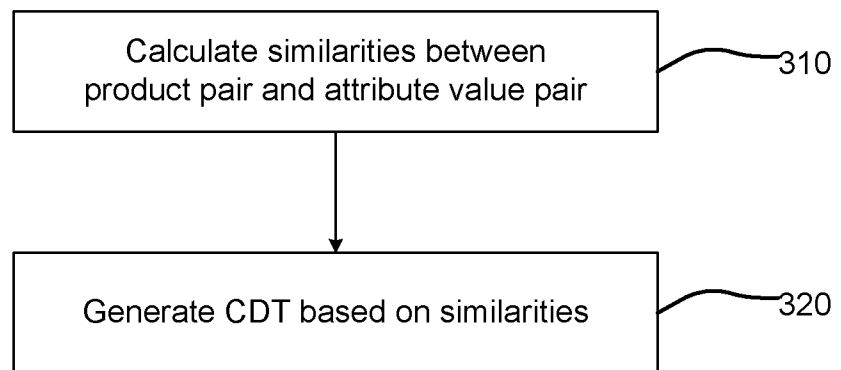 Calculate similarities between
product pair and attribute value pair
310
Generate CDT based on similarities
320